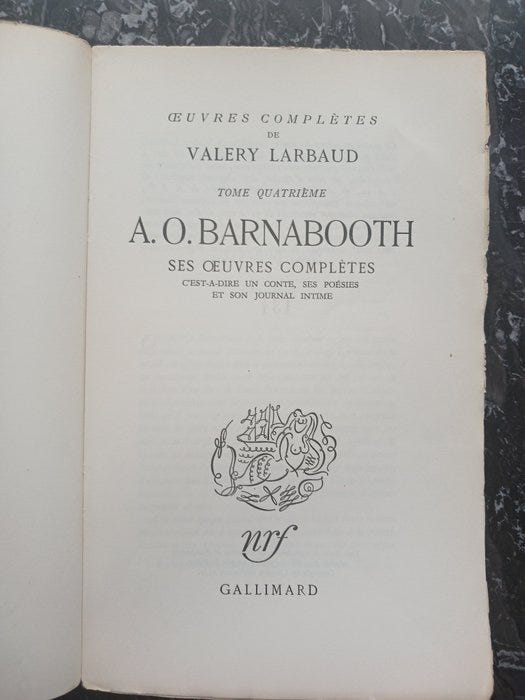 ŒUVRES COMPLÈTES
DE
VALERY LARBAUD
TOME QUATRIÈME
A. O. BARNABOOTH
SES ŒUVRES COMPLÈTES
C'EST-A-DIRE UN CONTE, SES POÉSIES
ET SON JOURNAL INTIME
nrf
GALLIMARD